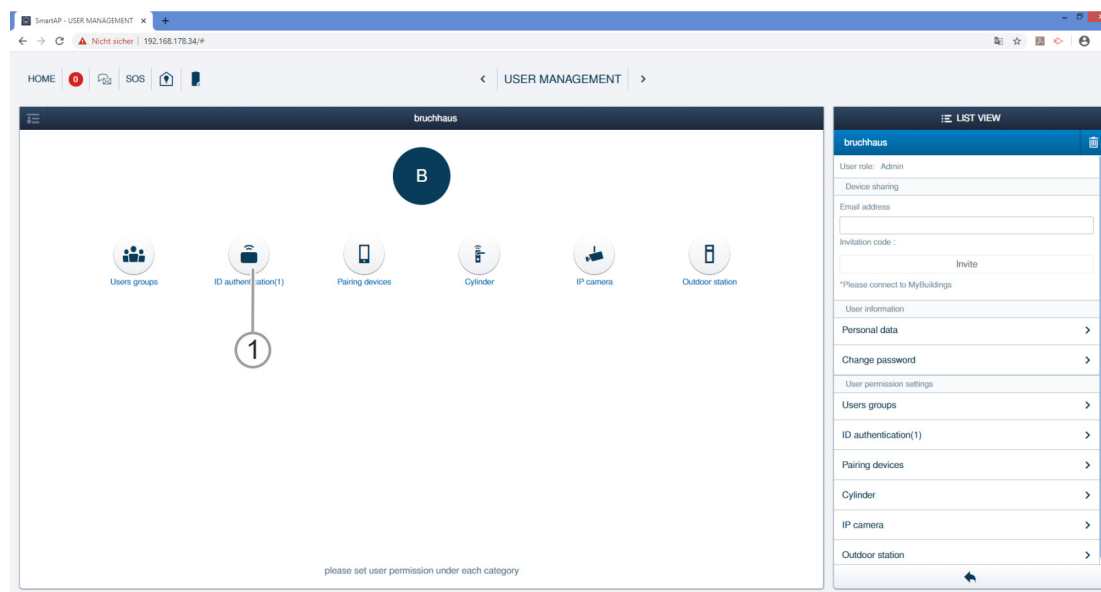 SmartAP - USER MANAGEMENT
Nicht sicher | 192.168.178.34/#
HOME 0 SOS
USER MANAGEMENT
bruchhaus
B
Users groups
ID authentication(1)
Pairing devices
Cylinder
IP camera
Outdoor station
1
please set user permission under each category
LIST VIEW
bruchhaus
User role: Admin
Device sharing
Email address
Invitation code :
Invite
*Please connect to MyBuildings
User information
Personal data
Change password
User permission settings
Users groups
ID authentication(1)
Pairing devices
Cylinder
IP camera
Outdoor station